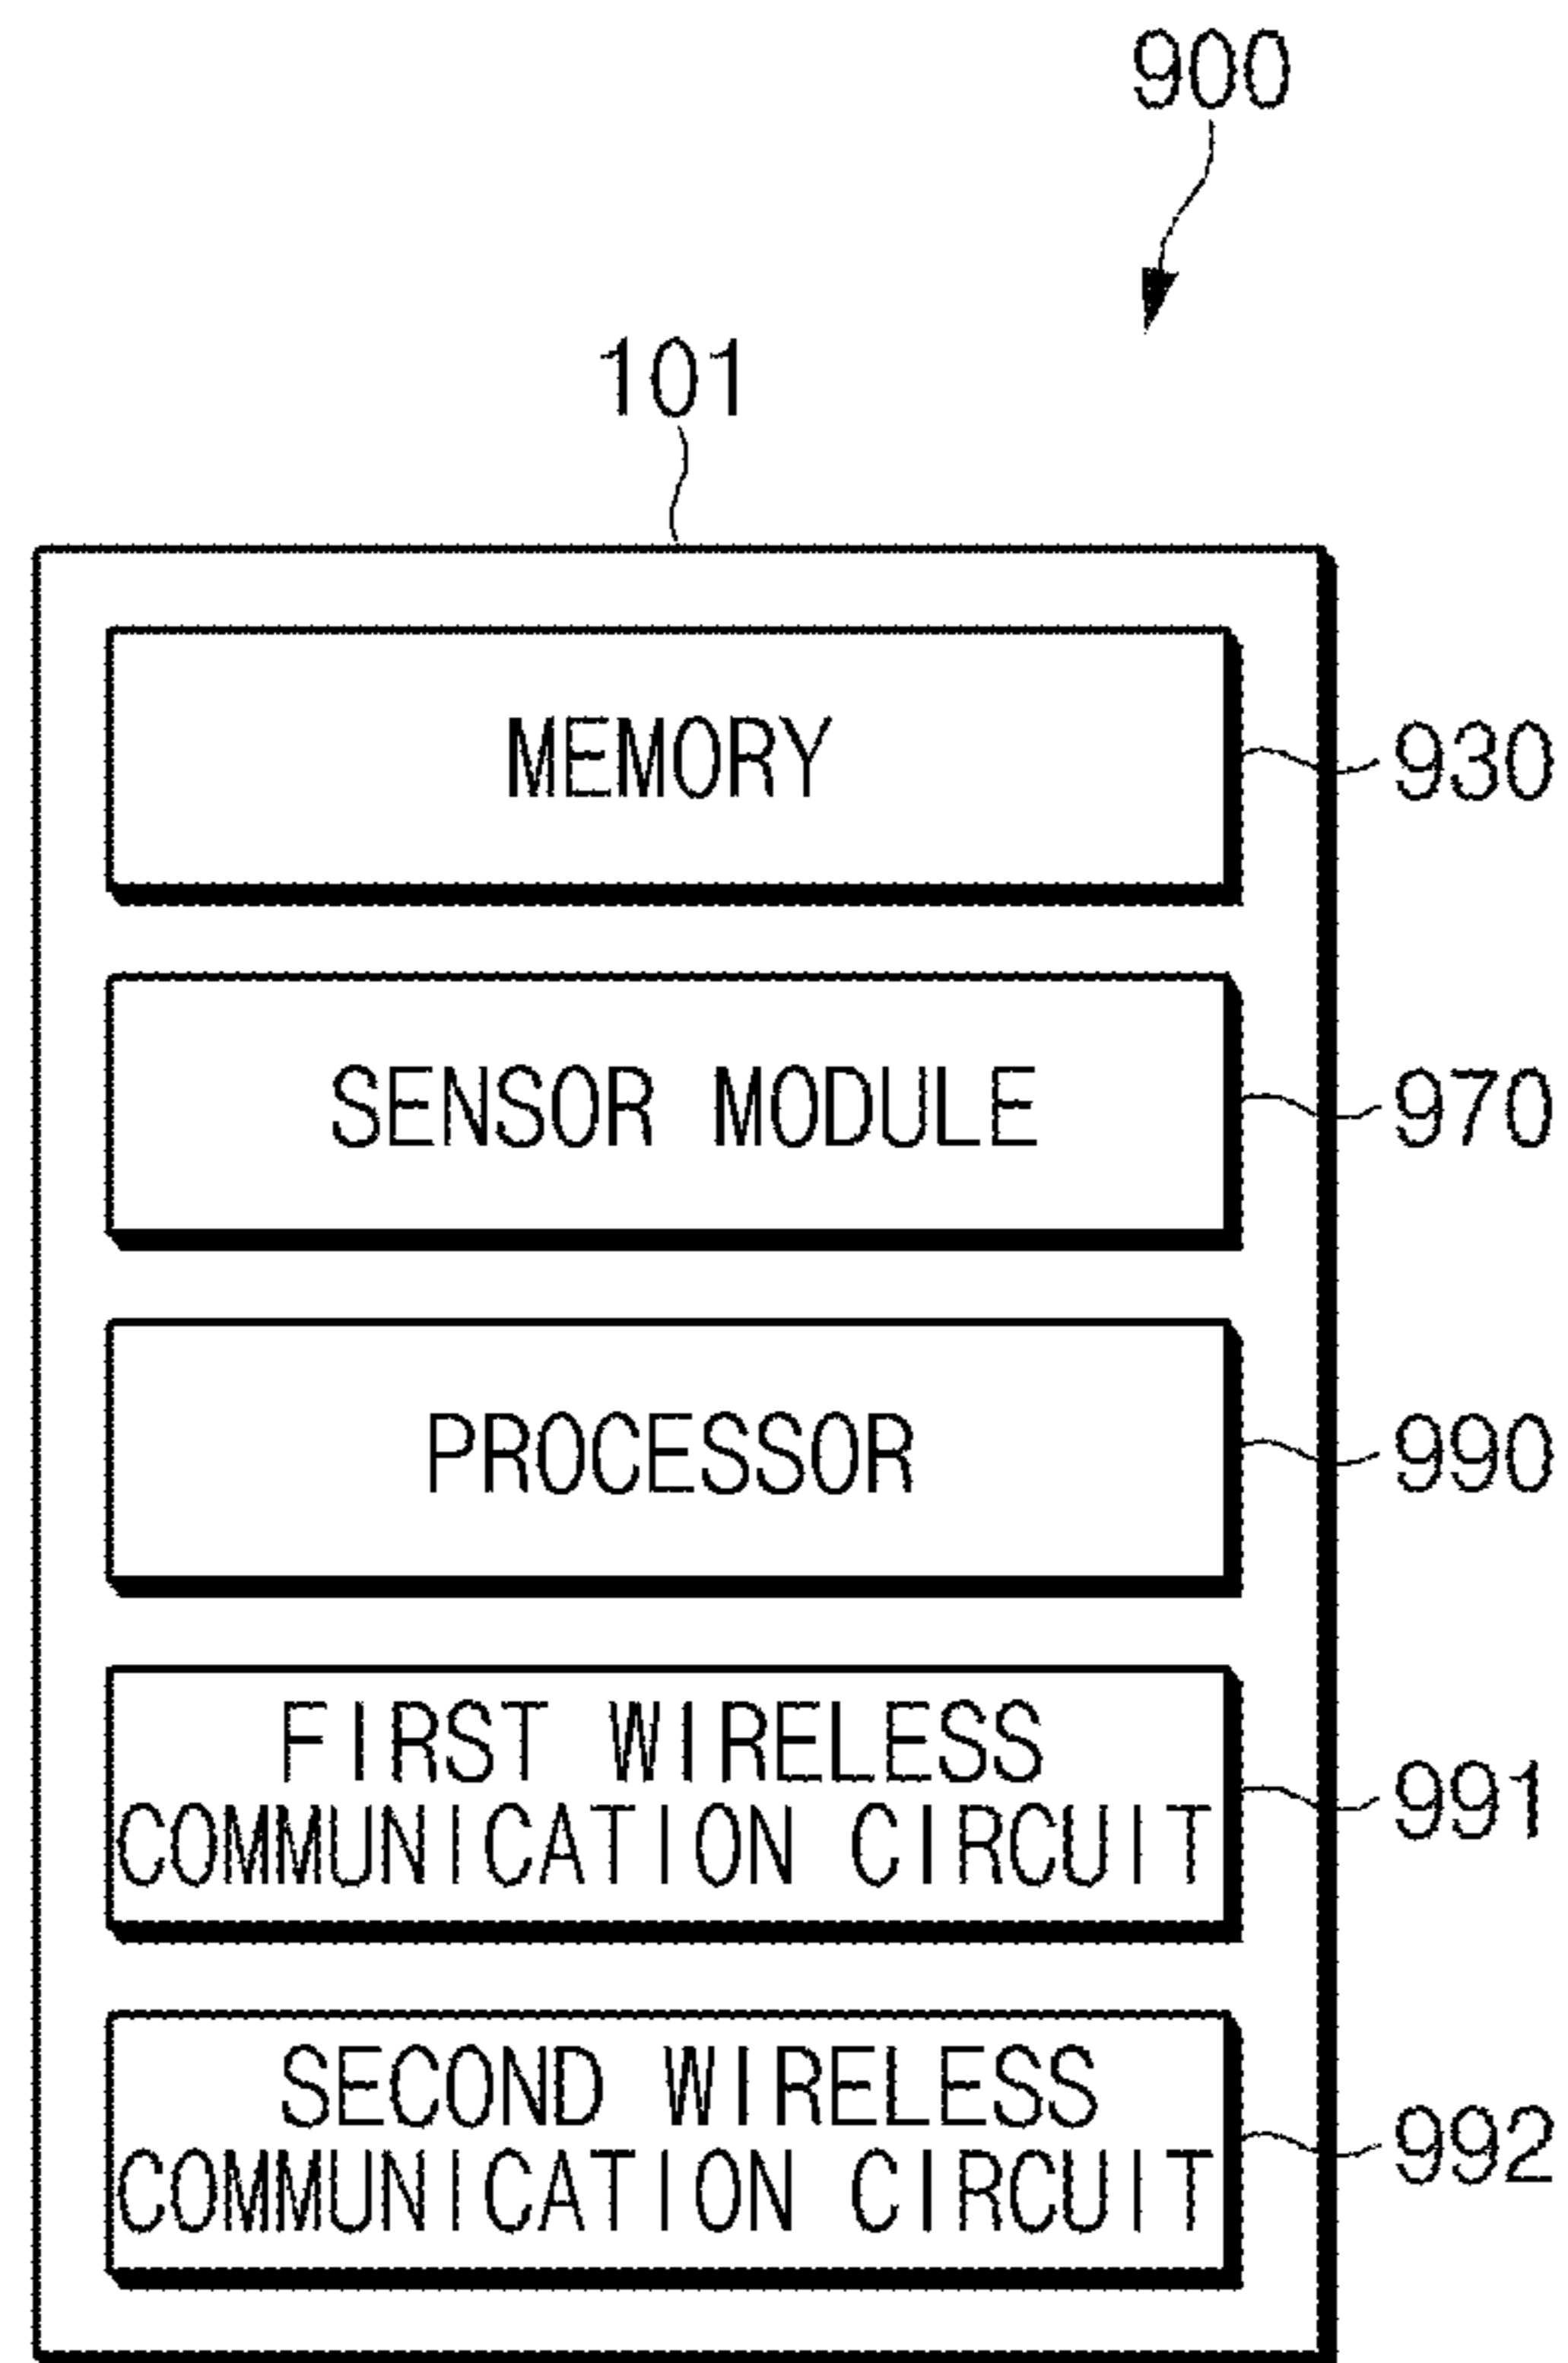 900
101
MEMORY
930
SENSOR MODULE
970
PROCESSOR
990
FIRST WIRELESS
COMMUNICATION CIRCUIT
991
SECOND WIRELESS
COMMUNICATION CIRCUIT
992